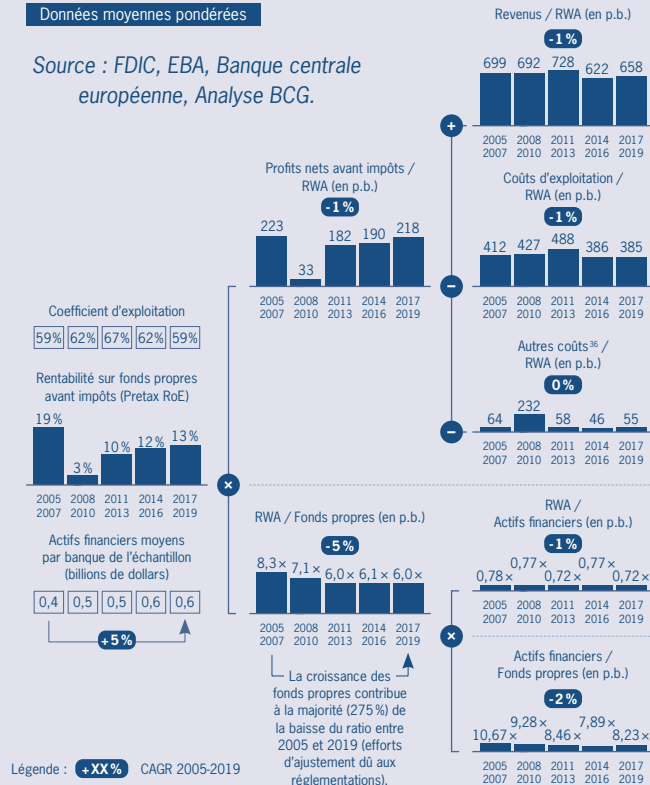 Données moyennes pondérées
Source : FDIC, EBA, Banque centrale
européenne, Analyse BCG.
Coefficient d'exploitation
59% 62% 67% 62% 59%
Rentabilité sur fonds propres
avant impôts (Pretax RoE)
19% 3% 10% 12% 13%
2005 2008 2011 2014 2017
2007 2010 2013 2016 2019
Actifs financiers moyens
par banque de l'échantillon
(billions de dollars)
0,4 0,5 0,5 0,6 0,6
+5%
×
Profits nets avant impôts /
RWA (en p.b.)
-1%
223 33 182 190 218
2005 2008 2011 2014 2017
2007 2010 2013 2016 2019
RWA / Fonds propres (en p.b.)
-5%
8,3× 7,1× 6,0× 6,1× 6,0×
2005 2008 2011 2014 2017
2007 2010 2013 2016 2019
La croissance des
fonds propres contribue
à la majorité (275%) de
la baisse du ratio entre
2005 et 2019 (efforts
d'ajustement dû aux
réglementations).
+
Revenus / RWA (en p.b.)
-1%
699 692 728 622 658
2005 2008 2011 2014 2017
2007 2010 2013 2016 2019
−
Coûts d'exploitation /
RWA (en p.b.)
-1%
412 427 488 386 385
2005 2008 2011 2014 2017
2007 2010 2013 2016 2019
−
Autres coûts36 /
RWA (en p.b.)
0%
64 232 58 46 55
2005 2008 2011 2014 2017
2007 2010 2013 2016 2019
×
RWA /
Actifs financiers (en p.b.)
-1%
0,78× 0,77× 0,72× 0,77× 0,72×
2005 2008 2011 2014 2017
2007 2010 2013 2016 2019
Actifs financiers /
Fonds propres (en p.b.)
-2%
10,67× 9,28× 8,46× 7,89× 8,23×
2005 2008 2011 2014 2017
2007 2010 2013 2016 2019
Légende : +XX% CAGR 2005-2019